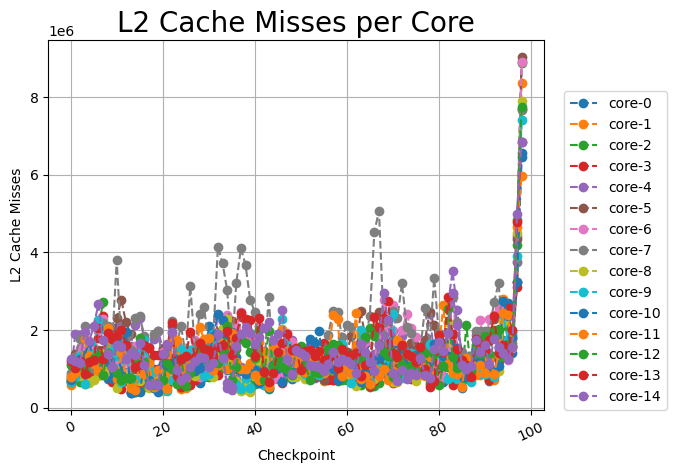 L2 Cache Misses per Core
1e6
8
6
4
2
0
L2 Cache Misses
0
20
40
60
80
100
Checkpoint
core-0
core-1
core-2
core-3
core-4
core-5
core-6
core-7
core-8
core-9
core-10
core-11
core-12
core-13
core-14